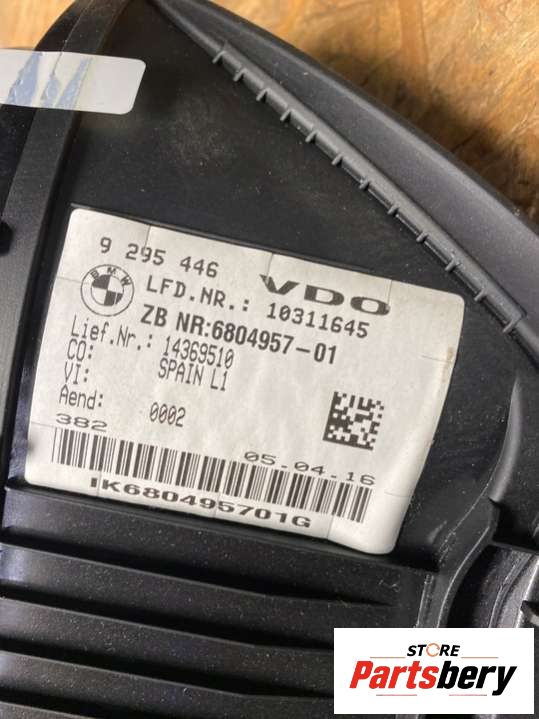 9 295 446 VDO
BMW
LFD.NR.: 10311645
ZB NR:6804957-01
Lief.Nr.: 14369510
CO: SPAIN L1
VI:
Aend: 0002
382 05.04.16
IK680495701G
STORE
Partsbery